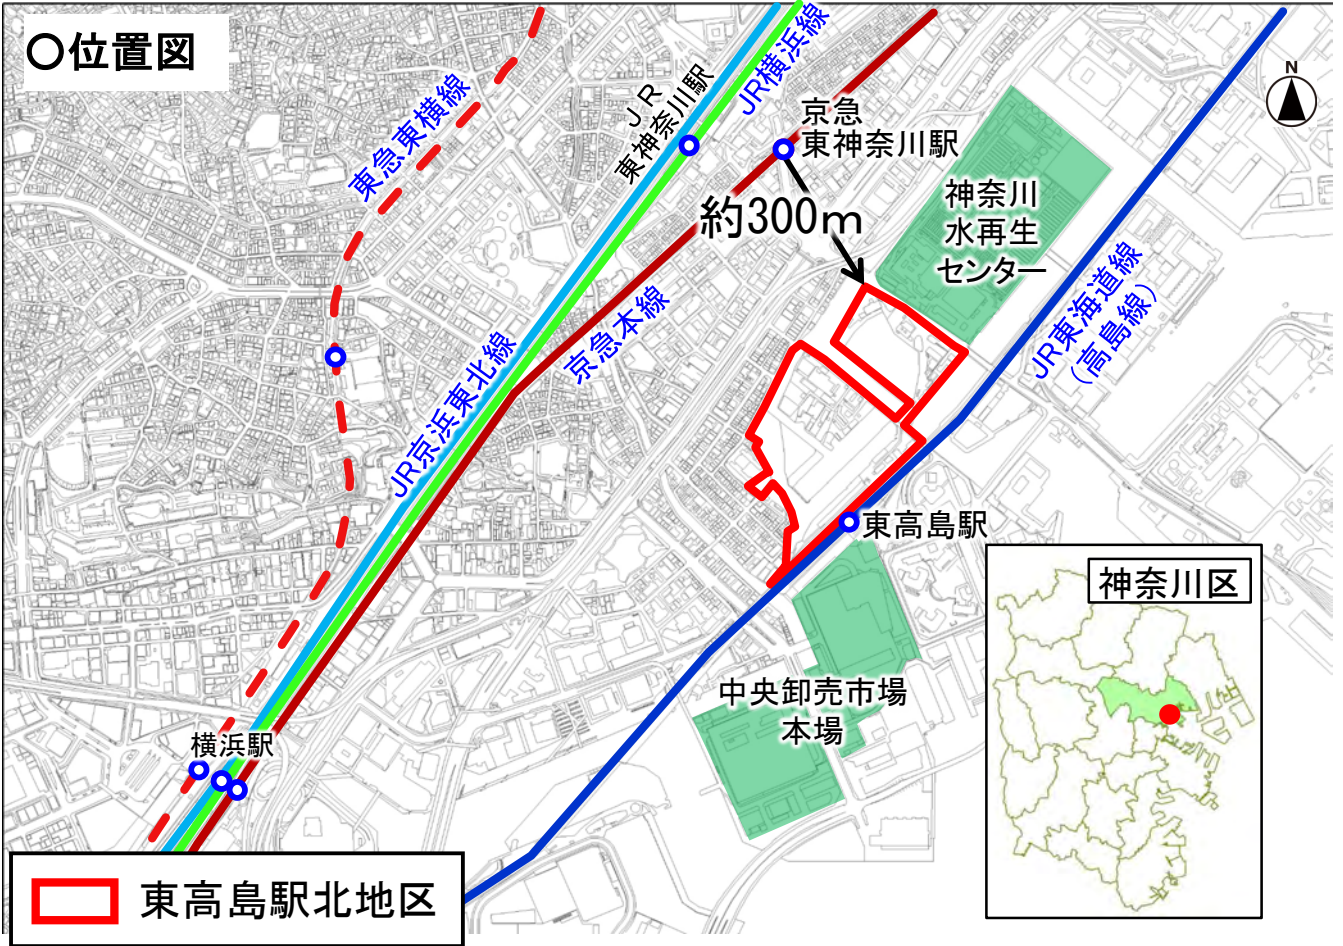 ○位置図
N
東急東横線
JR
東神奈川駅
JR横浜線
京急
東神奈川駅
約300m
神奈川
水再生
センター
JR東海道線
(高島線)
京急本線
JR京浜東北線
東高島駅
神奈川区
中央卸売市場
本場
横浜駅
東高島駅北地区